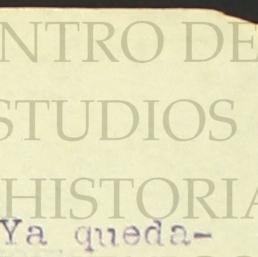 NTRO DE
STUDIOS
HISTORIA
Ya queda-